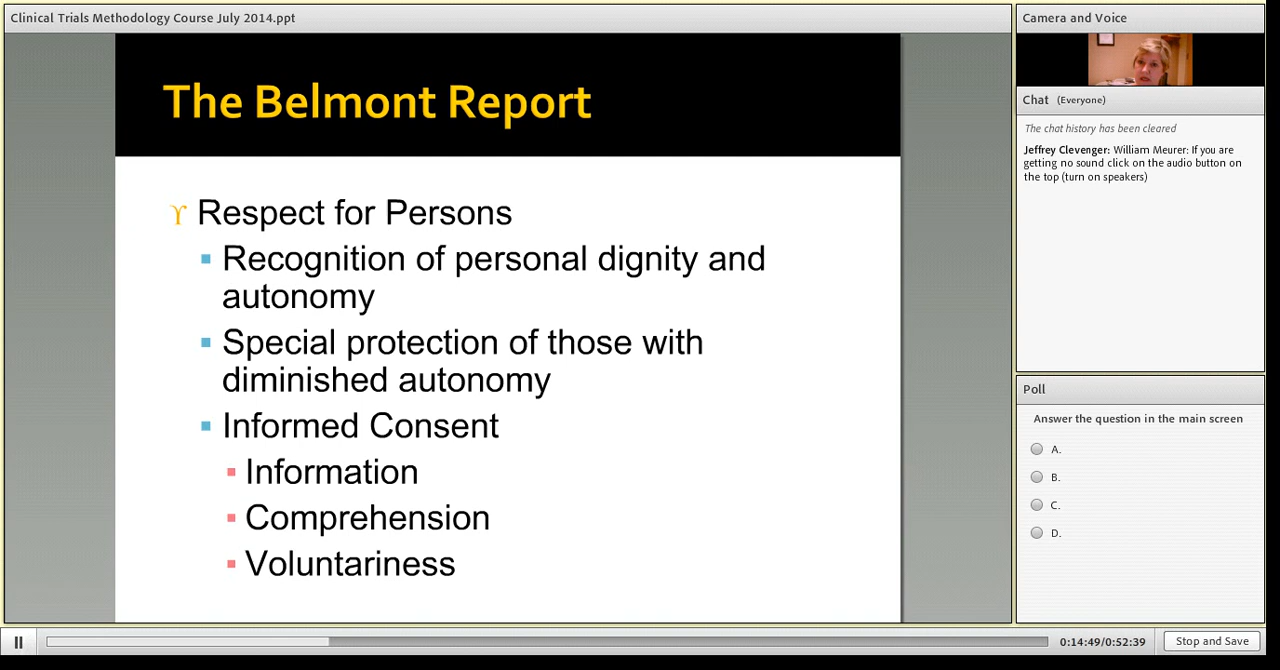 Clinical Trials Methodology Course July 2014.ppt
The Belmont Report
Respect for Persons
Recognition of personal dignity and
autonomy
Special protection of those with
diminished autonomy
Informed Consent
Information
Comprehension
Voluntariness
Camera and Voice
Chat (Everyone)
The chat history has been cleared
Jeffrey Clevenger: William Meurer: If you are
getting no sound click on the audio button on
the top (turn on speakers)
Poll
Answer the question in the main screen
A.
B.
C.
D.
0:14:49/0:52:39
Stop and Save